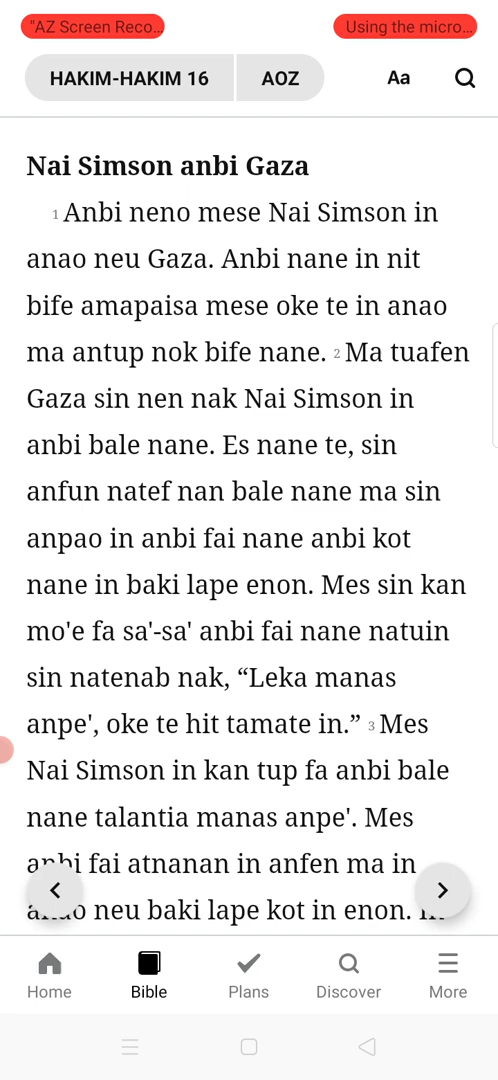 "AZ Screen Reco...
Using the micro...
HAKIM-HAKIM 16
AOZ
Aa
Nai Simson anbi Gaza
1 Anbi neno mese Nai Simson in
anao neu Gaza. Anbi nane in nit
bife amapaisa mese oke te in anao
ma antup nok bife nane. 2 Ma tuafen
Gaza sin nen nak Nai Simson in
anbi bale nane. Es nane te, sin
anfun natef nan bale nane ma sin
anpao in anbi fai nane anbi kot
nane in baki lape enon. Mes sin kan
mo'e fa sa'-sa' anbi fai nane natuin
sin natenab nak, “Leka manas
anpe', oke te hit tamate in.” 3 Mes
Nai Simson in kan tup fa anbi bale
nane talantia manas anpe'. Mes
anbi fai atnanan in anfen ma in
anao neu baki lape kot in enon.
Home
Bible
Plans
Discover
More